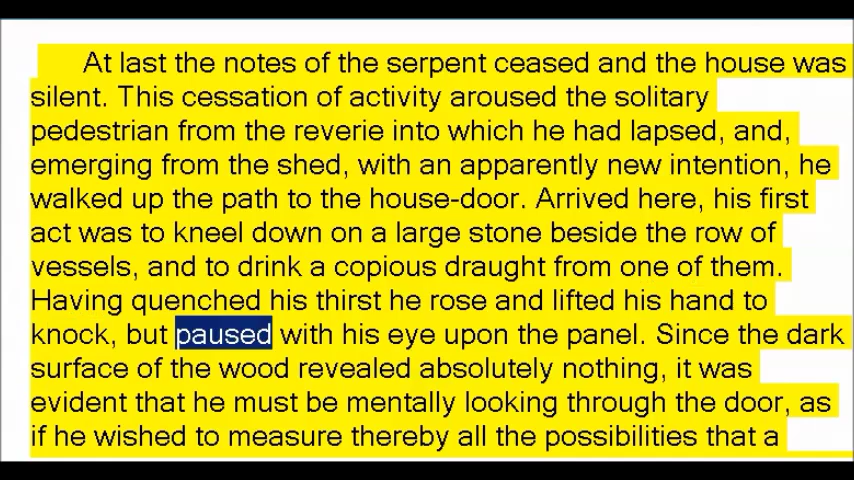 At last the notes of the serpent ceased and the house was
silent. This cessation of activity aroused the solitary
pedestrian from the reverie into which he had lapsed, and,
emerging from the shed, with an apparently new intention, he
walked up the path to the house-door. Arrived here, his first
act was to kneel down on a large stone beside the row of
vessels, and to drink a copious draught from one of them.
Having quenched his thirst he rose and lifted his hand to
knock, but paused with his eye upon the panel. Since the dark
surface of the wood revealed absolutely nothing, it was
evident that he must be mentally looking through the door, as
if he wished to measure thereby all the possibilities that a